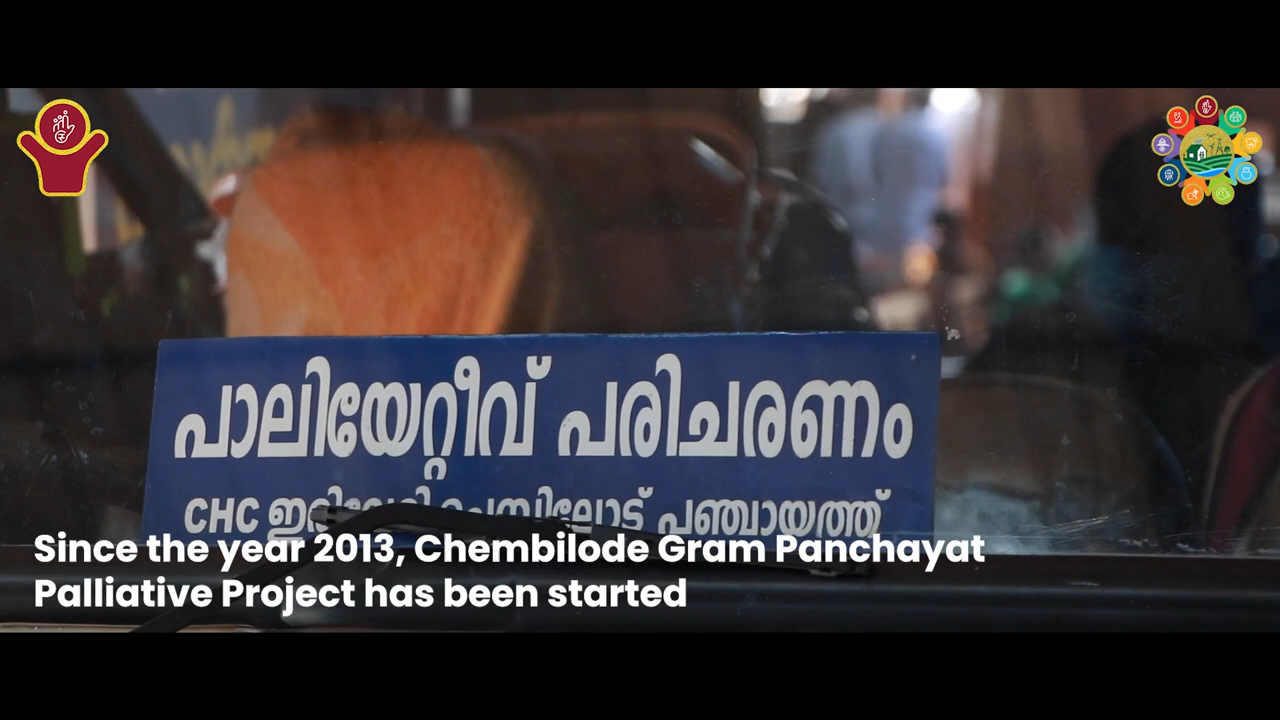 പാലിയേറ്റീവ് പരിചരണം
CHC പഞ്ചായത്ത്
Since the year 2013, Chembilode Gram Panchayat
Palliative Project has been started